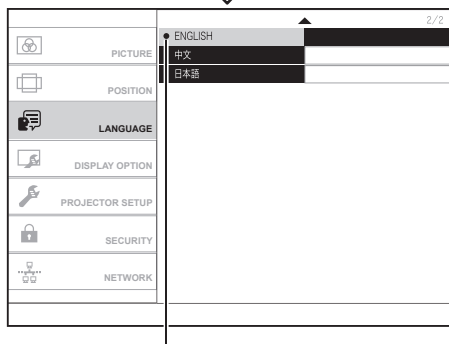 2/2
ENGLISH
中文
日本語
PICTURE
POSITION
LANGUAGE
DISPLAY OPTION
PROJECTOR SETUP
SECURITY
NETWORK